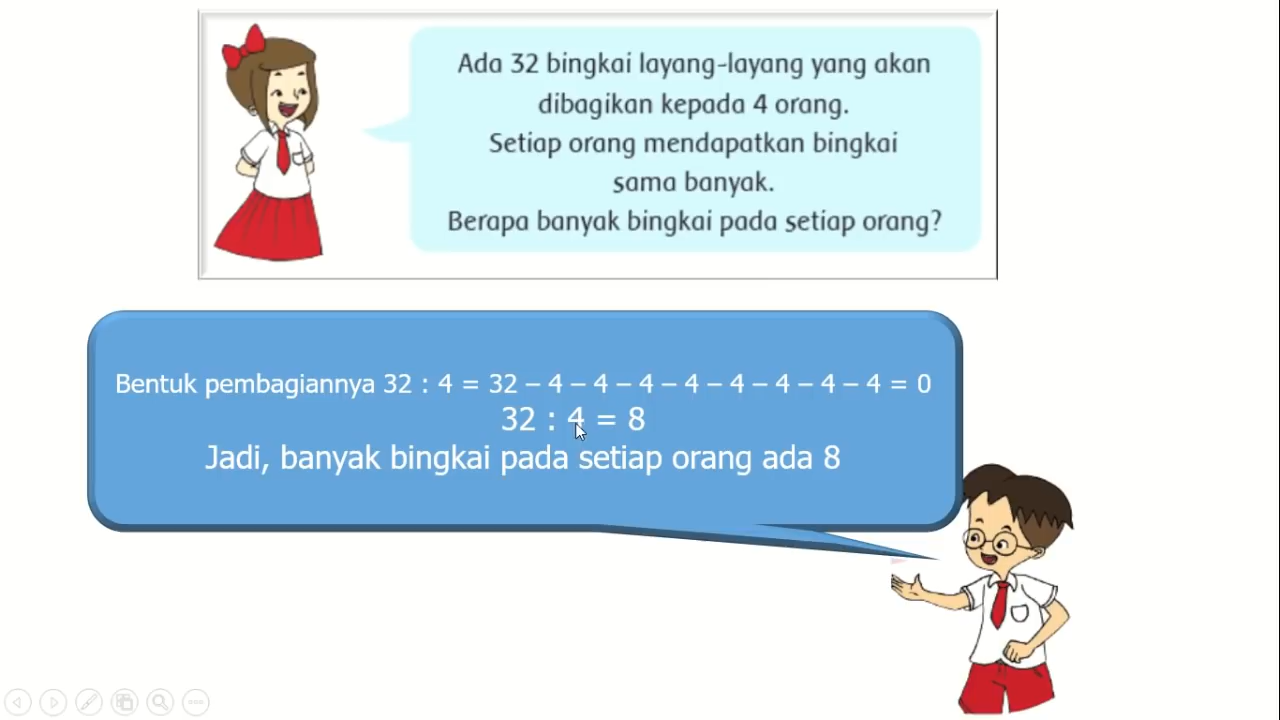 Ada 32 bingkai layang-layang yang akan
dibagikan kepada 4 orang.
Setiap orang mendapatkan bingkai
sama banyak.
Berapa banyak bingkai pada setiap orang?
Bentuk pembagiannya 32 : 4 = 32 – 4 – 4 – 4 – 4 – 4 – 4 – 4 – 4 = 0
32 : 4 = 8
Jadi, banyak bingkai pada setiap orang ada 8